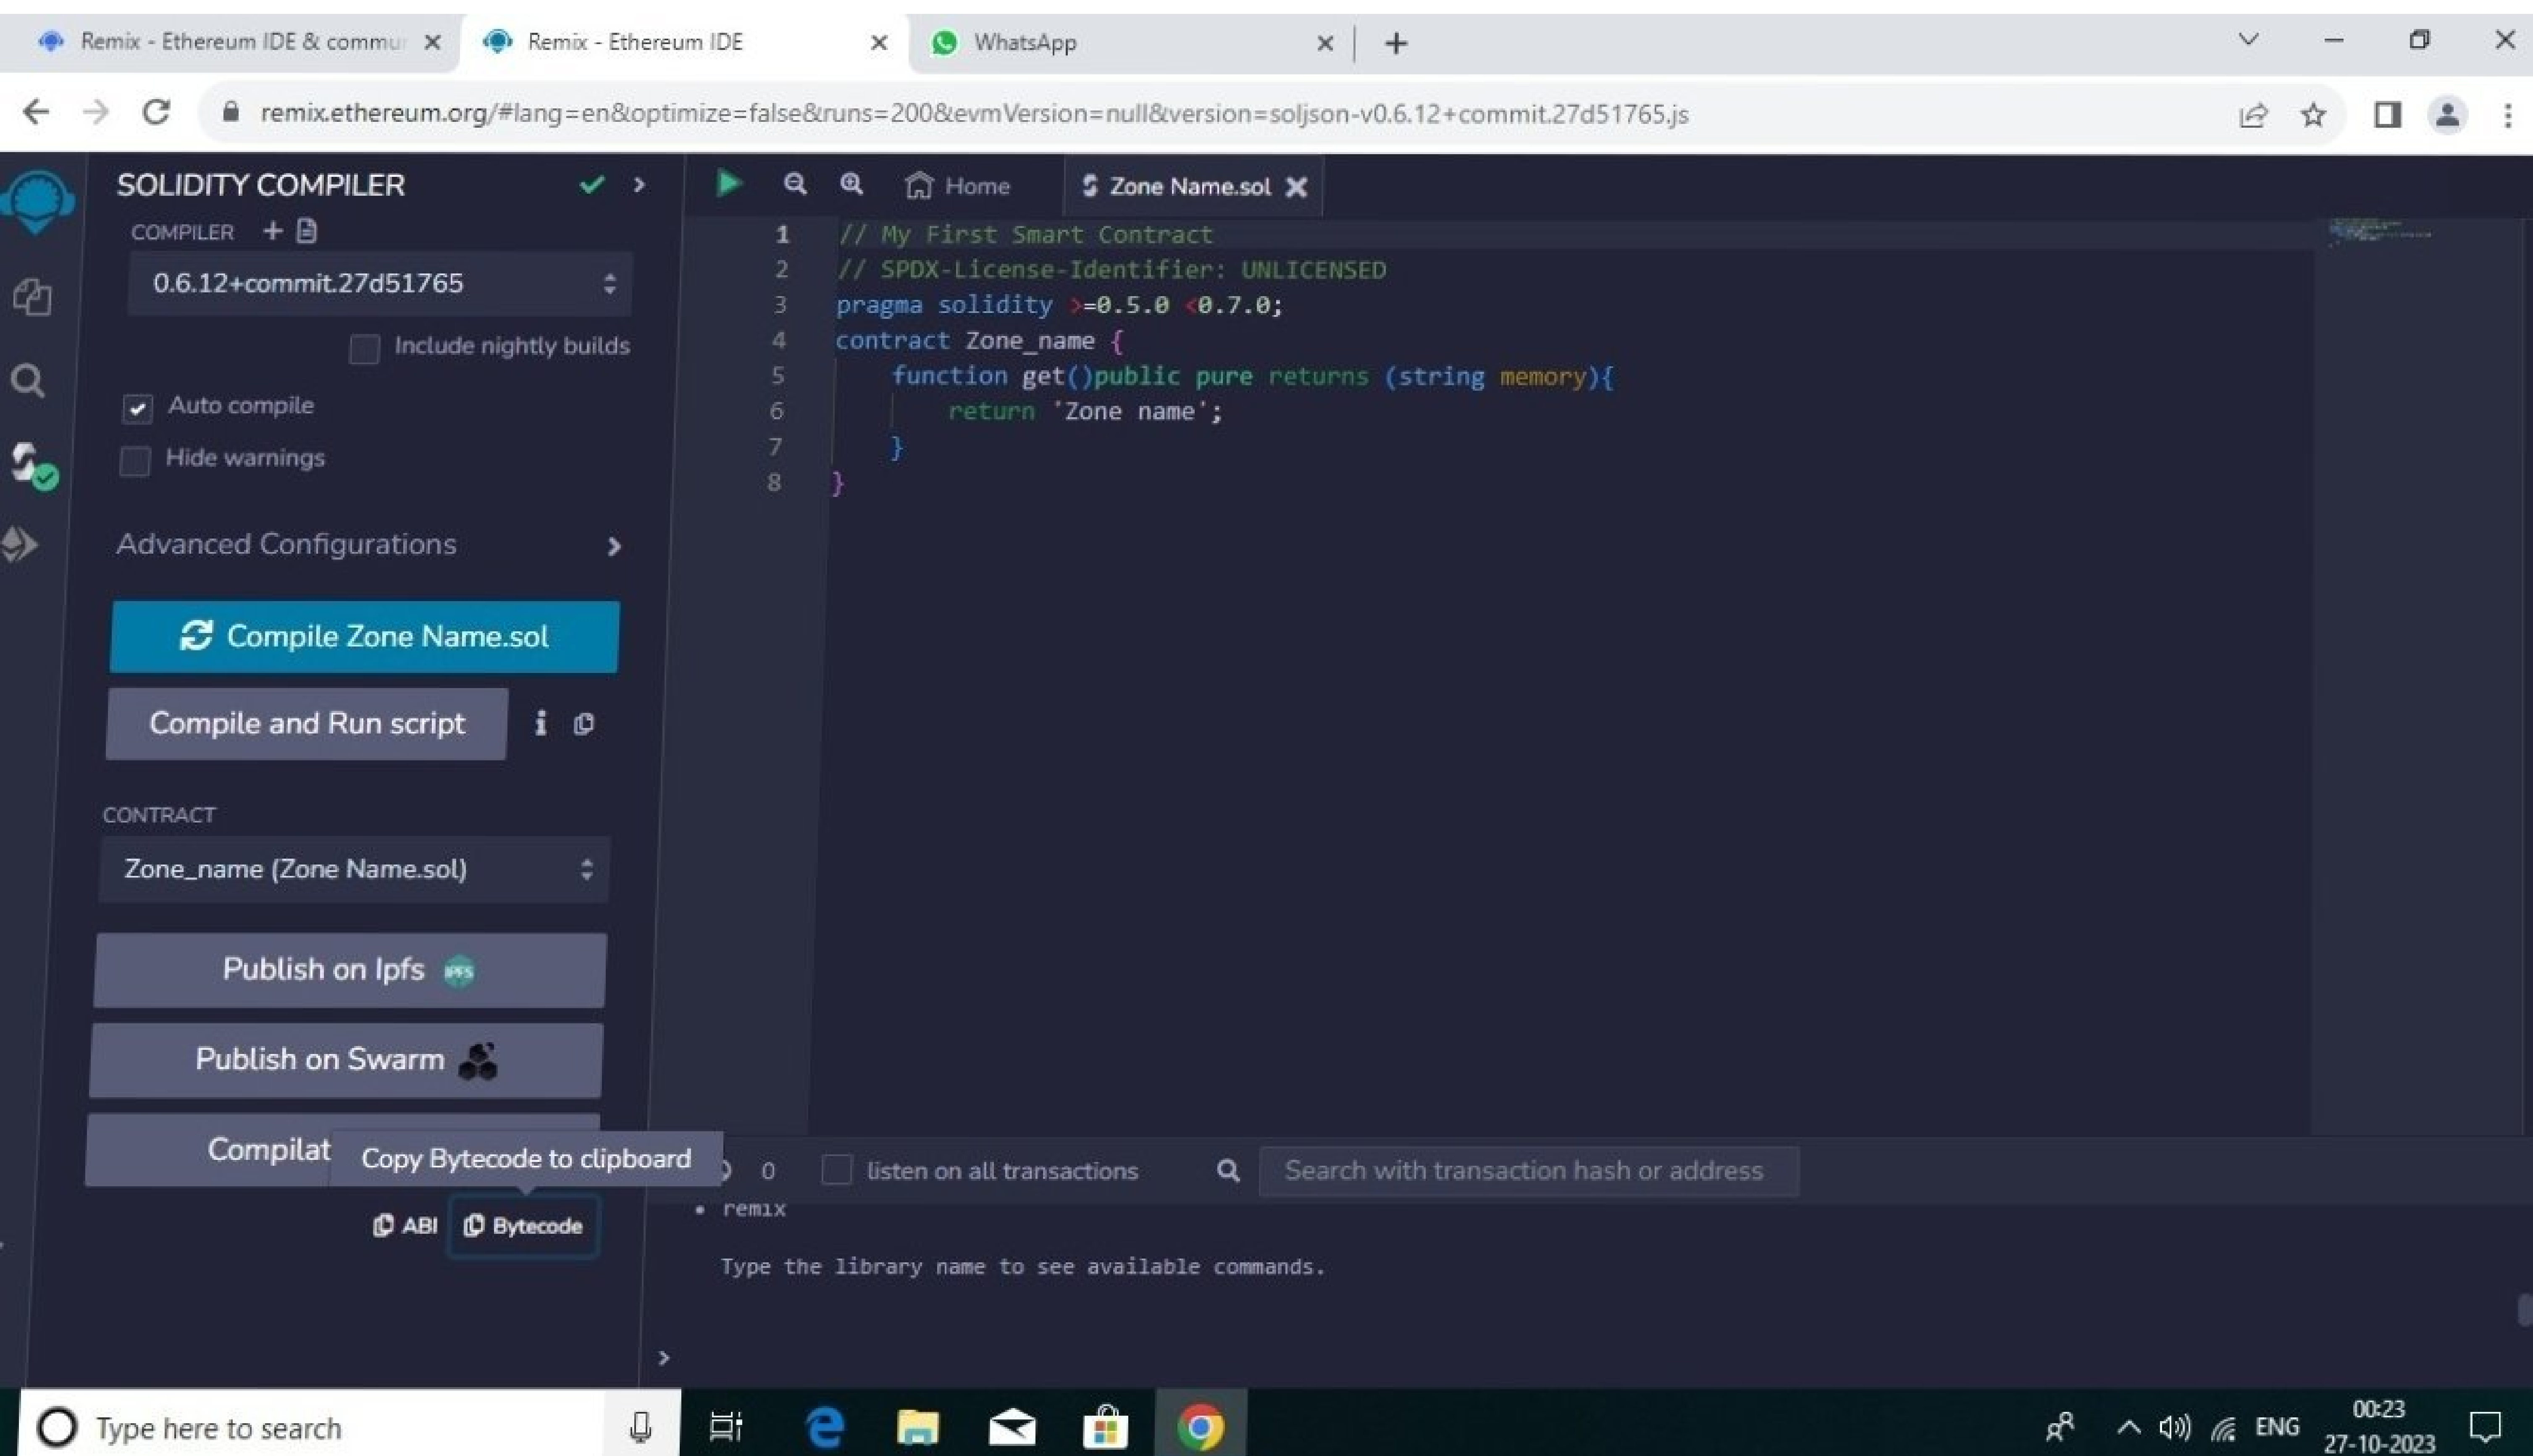 Remix - Ethereum IDE & commu
Remix - Ethereum IDE
WhatsApp
remix.ethereum.org/#lang=en&optimize=false&runs=200&evmVersion=null&version=soljson-v0.6.12+commit.27d51765.js
SOLIDITY COMPILER
COMPILER
0.6.12+commit.27d51765
Include nightly builds
Auto compile
Hide warnings
Advanced Configurations
Compile Zone Name.sol
Compile and Run script
CONTRACT
Zone_name (Zone Name.sol)
Publish on Ipfs
IPFS
Publish on Swarm
Compilat
Copy Bytecode to clipboard
ABI
Bytecode
Home
Zone Name.sol
1 // My First Smart Contract
2 // SPDX-License-Identifier: UNLICENSED
3 pragma solidity >=0.5.0 <0.7.0;
4 contract Zone_name {
5 function get()public pure returns (string memory){
6 return 'Zone name';
7 }
8 }
0
listen on all transactions
Search with transaction hash or address
• remix
Type the library name to see available commands.
>
Type here to search
ENG
00:23
27-10-2023